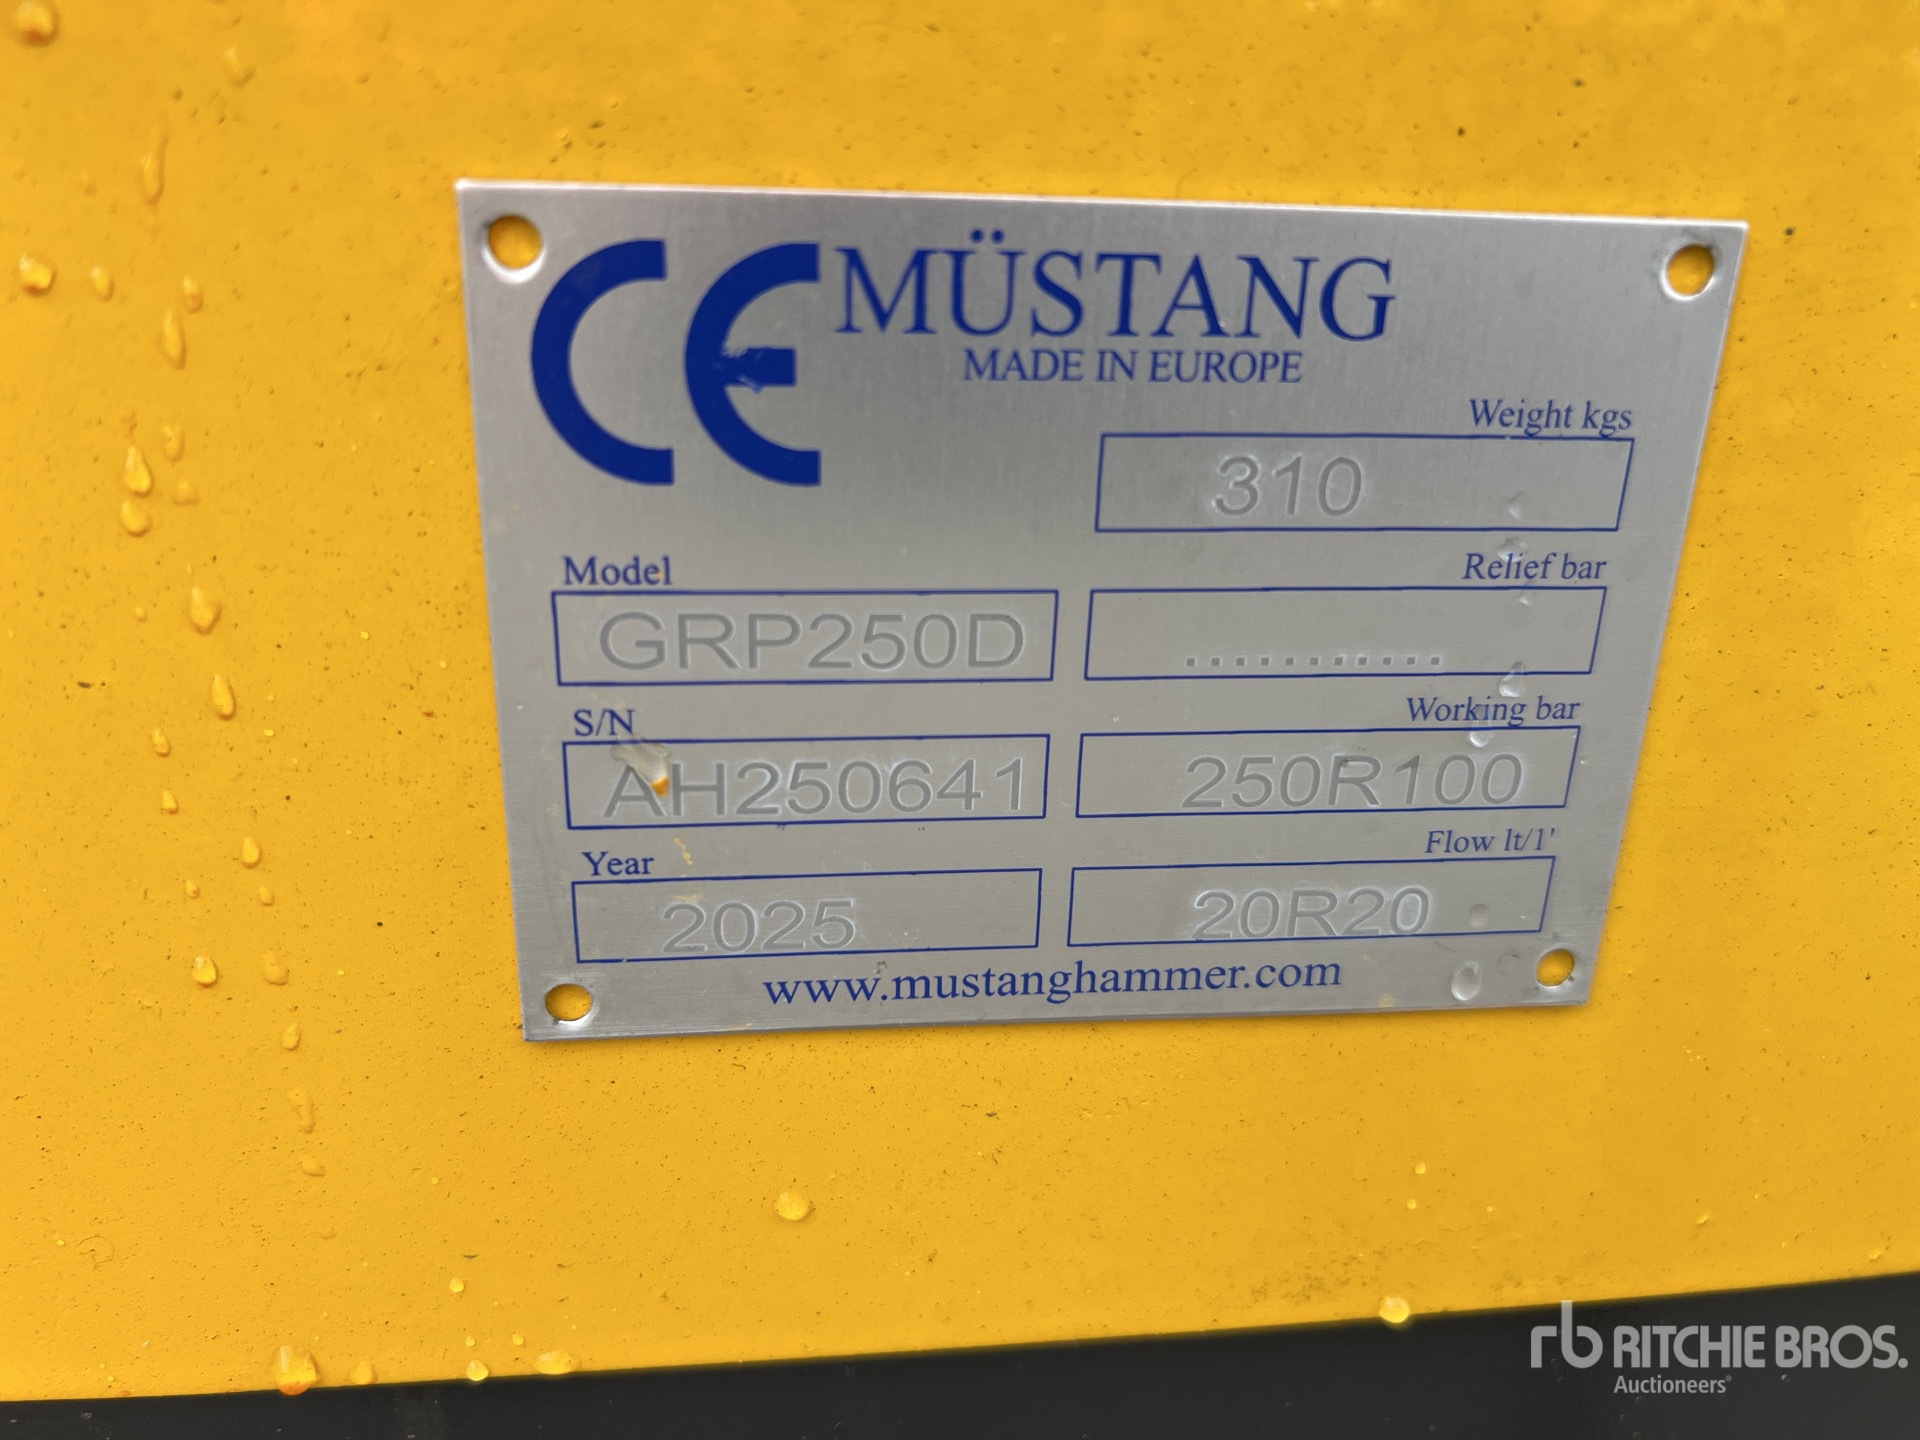 CE MÜSTANG
MADE IN EUROPE
Weight kgs
310
Model
GRP250D
Relief bar
...........
S/N
AH250641
Working bar
250R100
Year
2025
Flow lt/1'
20R20
www.mustanghammer.com
rb RITCHIE BROS.
Auctioneers®